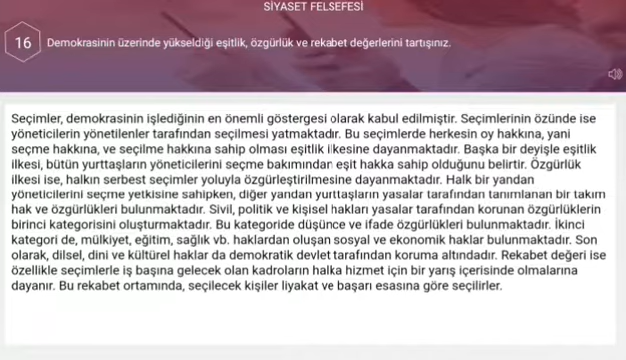 SİYASET FELSEFESİ
16 Demokrasinin üzerinde yükseldiği eşitlik, özgürlük ve rekabet değerlerini tartışınız.
Seçimler, demokrasinin işlediğinin en önemli göstergesi olarak kabul edilmiştir. Seçimlerinin özünde ise
yöneticilerin yönetilenler tarafından seçilmesi yatmaktadır. Bu seçimlerde herkesin oy hakkına, yani
seçme hakkına, ve seçilme hakkına sahip olması eşitlik ilkesine dayanmaktadır. Başka bir deyişle eşitlik
ilkesi, bütün yurttaşların yöneticilerini seçme bakımından eşit hakka sahip olduğunu belirtir. Özgürlük
ilkesi ise, halkın serbest seçimler yoluyla özgürleştirilmesine dayanmaktadır. Halk bir yandan
yöneticilerini seçme yetkisine sahipken, diğer yandan yurttaşların yasalar tarafından tanımlanan bir takım
hak ve özgürlükleri bulunmaktadır. Sivil, politik ve kişisel hakları yasalar tarafından korunan özgürlüklerin
birinci kategorisini oluşturmaktadır. Bu kategoride düşünce ve ifade özgürlükleri bulunmaktadır. İkinci
kategori de, mülkiyet, eğitim, sağlık vb. haklardan oluşan sosyal ve ekonomik haklar bulunmaktadır. Son
olarak, dilsel, dini ve kültürel haklar da demokratik devlet tarafından koruma altındadır. Rekabet değeri ise
özellikle seçimlerle iş başına gelecek olan kadroların halka hizmet için bir yarış içerisinde olmalarına
dayanır. Bu rekabet ortamında, seçilecek kişiler liyakat ve başarı esasına göre seçilirler.